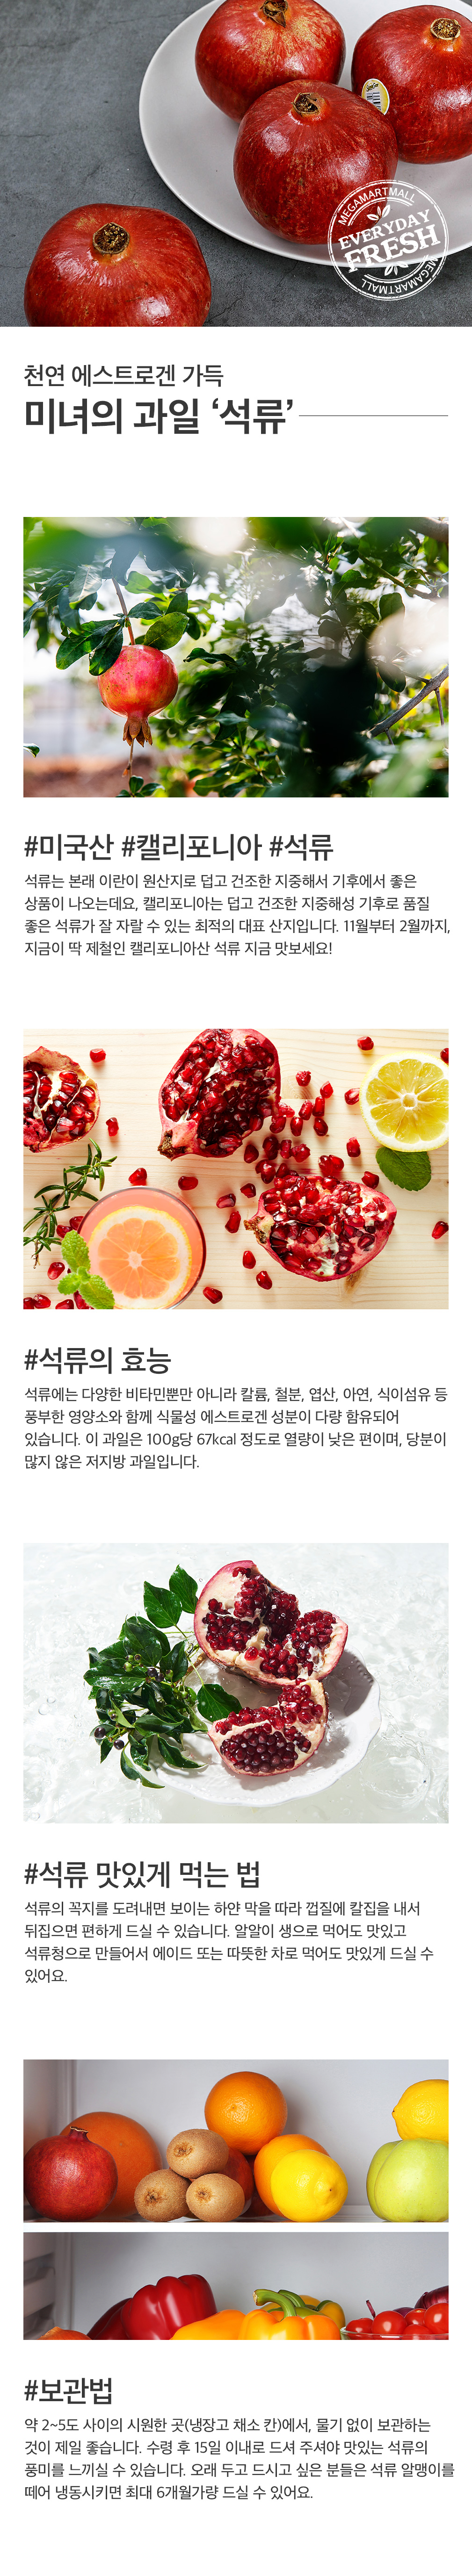 MEGAMARTMALL
EVERYDAY
FRESH
MEGAMARTMALL
천연 에스트로겐 가득
미녀의 과일 ‘석류’
#미국산 #캘리포니아 #석류
석류는 본래 이란이 원산지로 덥고 건조한 지중해서 기후에서 좋은
상품이 나오는데요, 캘리포니아는 덥고 건조한 지중해성 기후로 품질
좋은 석류가 잘 자랄 수 있는 최적의 대표 산지입니다. 11월부터 2월까지,
지금이 딱 제철인 캘리포니아산 석류 지금 맛보세요!
#석류의 효능
석류에는 다양한 비타민뿐만 아니라 칼륨, 철분, 엽산, 아연, 식이섬유 등
풍부한 영양소와 함께 식물성 에스트로겐 성분이 다량 함유되어
있습니다. 이 과일은 100g당 67kcal 정도로 열량이 낮은 편이며, 당분이
많지 않은 저지방 과일입니다.
#석류 맛있게 먹는 법
석류의 꼭지를 도려내면 보이는 하얀 막을 따라 껍질에 칼집을 내서
뒤집으면 편하게 드실 수 있습니다. 알알이 생으로 먹어도 맛있고
석류청으로 만들어서 에이드 또는 따뜻한 차로 먹어도 맛있게 드실 수
있어요.
#보관법
약 2~5도 사이의 시원한 곳(냉장고 채소 칸)에서, 물기 없이 보관하는
것이 제일 좋습니다. 수령 후 15일 이내로 드셔 주셔야 맛있는 석류의
풍미를 느끼실 수 있습니다. 오래 두고 드시고 싶은 분들은 석류 알맹이를
떼어 냉동시키면 최대 6개월가량 드실 수 있어요.